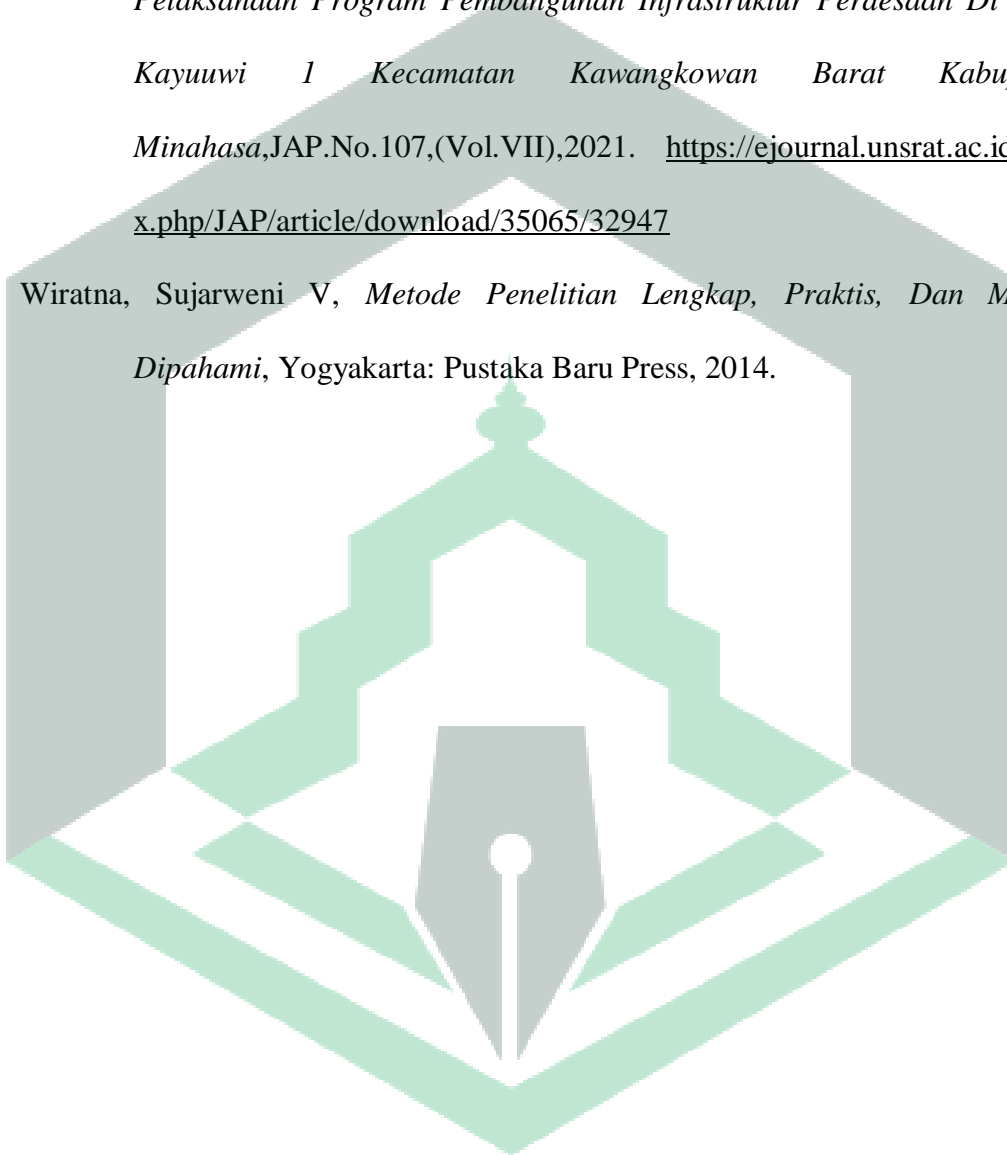 Pelaksanaan Program Pembangunan Infrastruktur Perdesaan Di
Kayuuwi 1 Kecamatan Kawangkowan Barat
Minahasa,JAP.No.107,(Vol.VII),2021. https://ejournal.unsrat.ac.id
x.php/JAP/article/download/35065/32947
Wiratna, Sujarweni V, Metode Penelitian Lengkap, Praktis, Dan
Dipahami, Yogyakarta: Pustaka Baru Press, 2014.